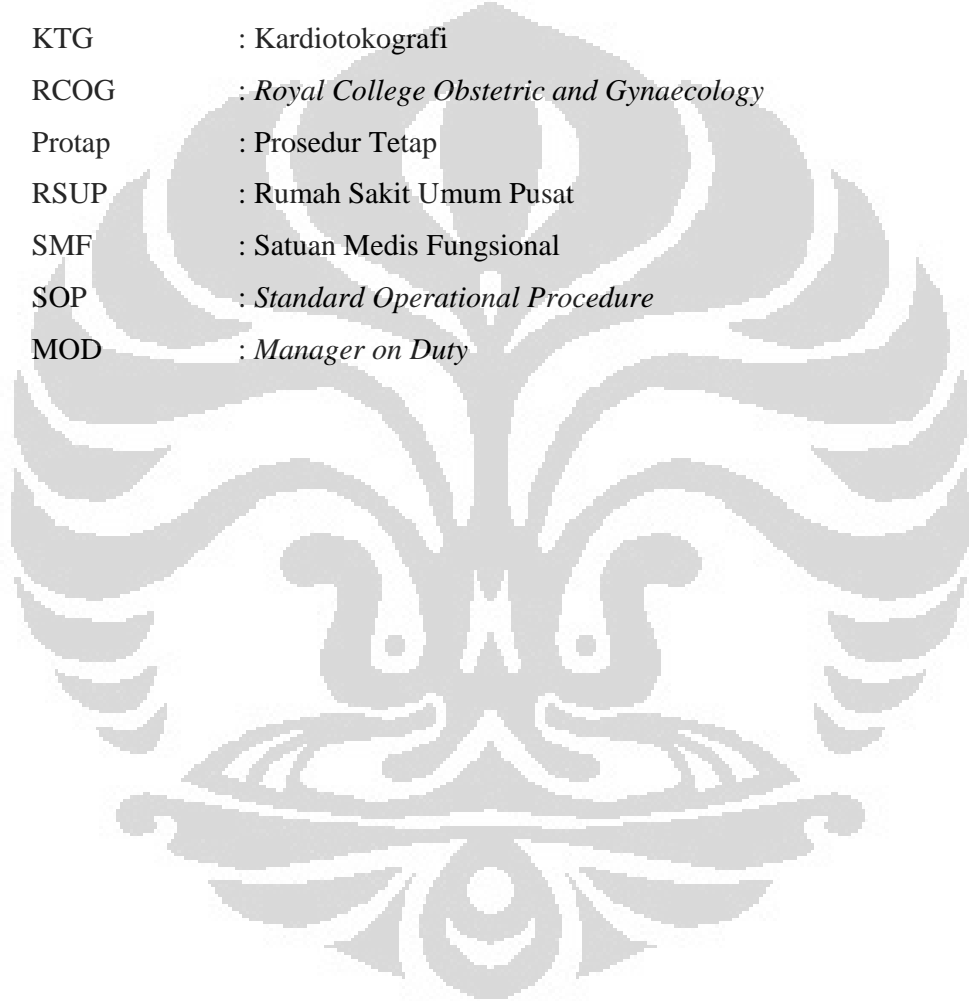 KTG : Kardiotokografi
RCOG : Royal College Obstetric and Gynaecology
Protap : Prosedur Tetap
RSUP : Rumah Sakit Umum Pusat
SMF : Satuan Medis Fungsional
SOP : Standard Operational Procedure
MOD : Manager on Duty